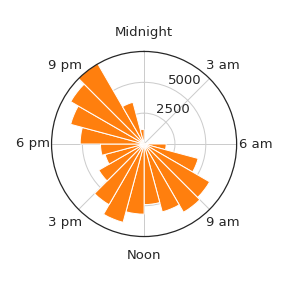 Midnight
9 pm
3 am
5000
2500
6 pm
6 am
3 pm
9 am
Noon